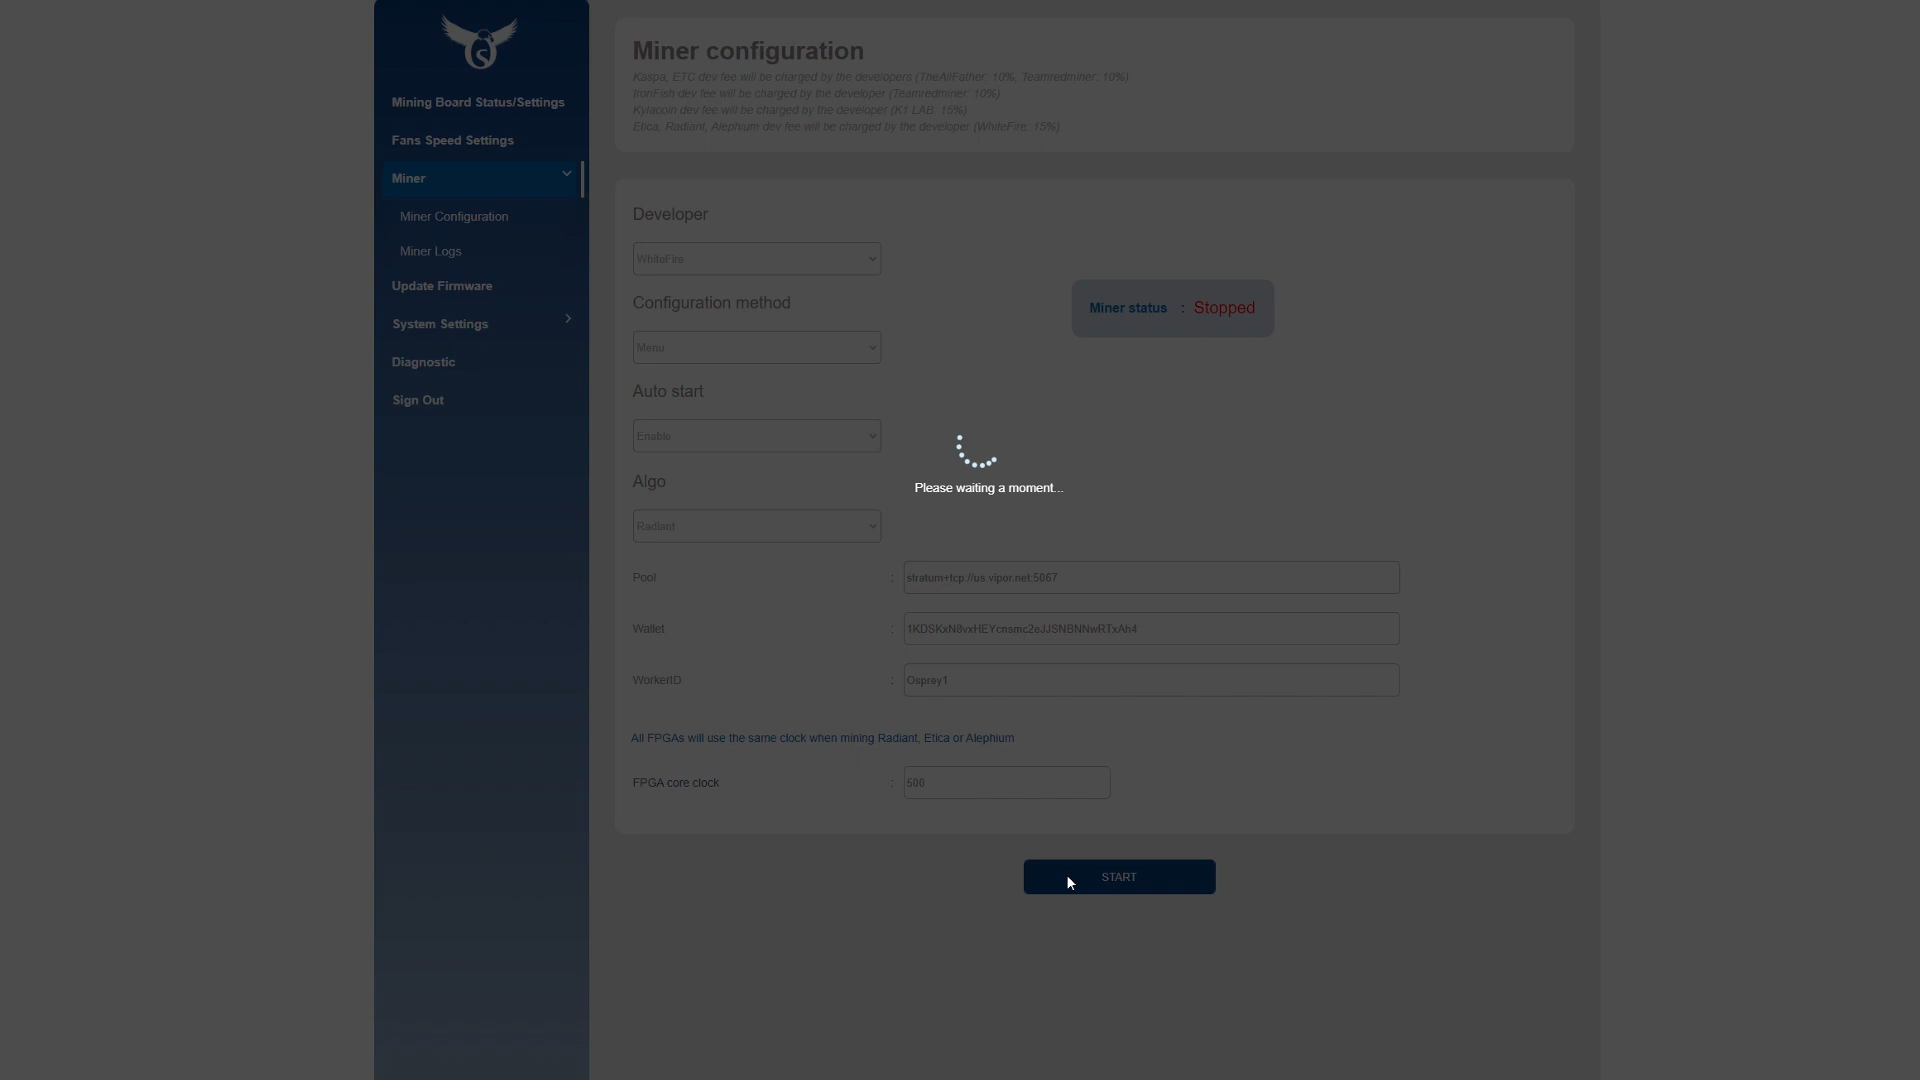 S
Mining Board Status/Settings
Fans Speed Settings
Miner
Miner Configuration
Miner Logs
Update Firmware
System Settings
Diagnostic
Sign Out
Miner configuration
Kaspa, ETC dev fee will be charged by the developers (TheAllFather: 10%, Teamredminer: 10%)
IronFish dev fee will be charged by the developer (Teamredminer: 10%)
Kylacoin dev fee will be charged by the developer (K1 LAB: 15%)
Etica, Radiant, Alephium dev fee will be charged by the developer (WhiteFire: 15%)
Developer
WhiteFire
Configuration method
Menu
Miner status : Stopped
Auto start
Enable
Algo
Radiant
Please waiting a moment...
Pool : stratum+tcp://us.vipor.net:5067
Wallet : 1KDSKxN8vxHEYcnsmc2eJJSNBNNwRTxAh4
WorkerID : Osprey1
All FPGAs will use the same clock when mining Radiant, Etica or Alephium
FPGA core clock : 500
START